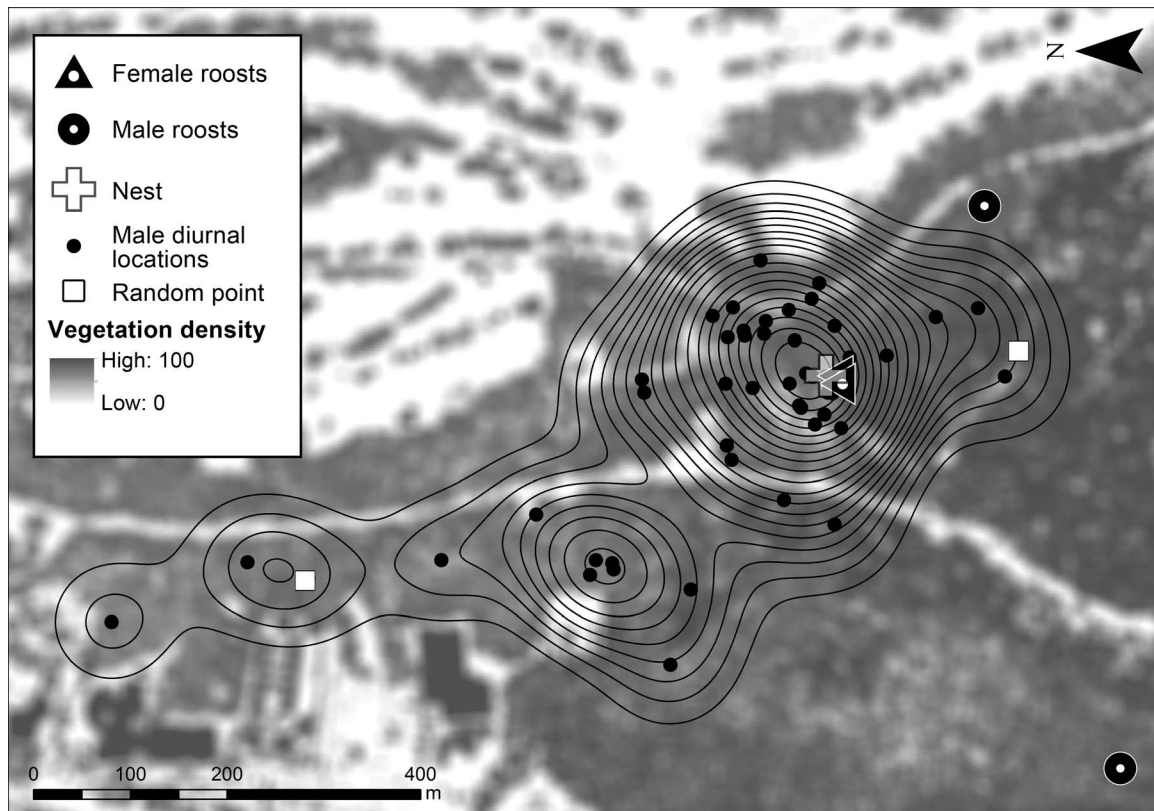 Female roosts
Male roosts
Nest
Male diurnal
locations
Random point
Vegetation density
High: 100
Low: 0
N
0 100 200 400
m